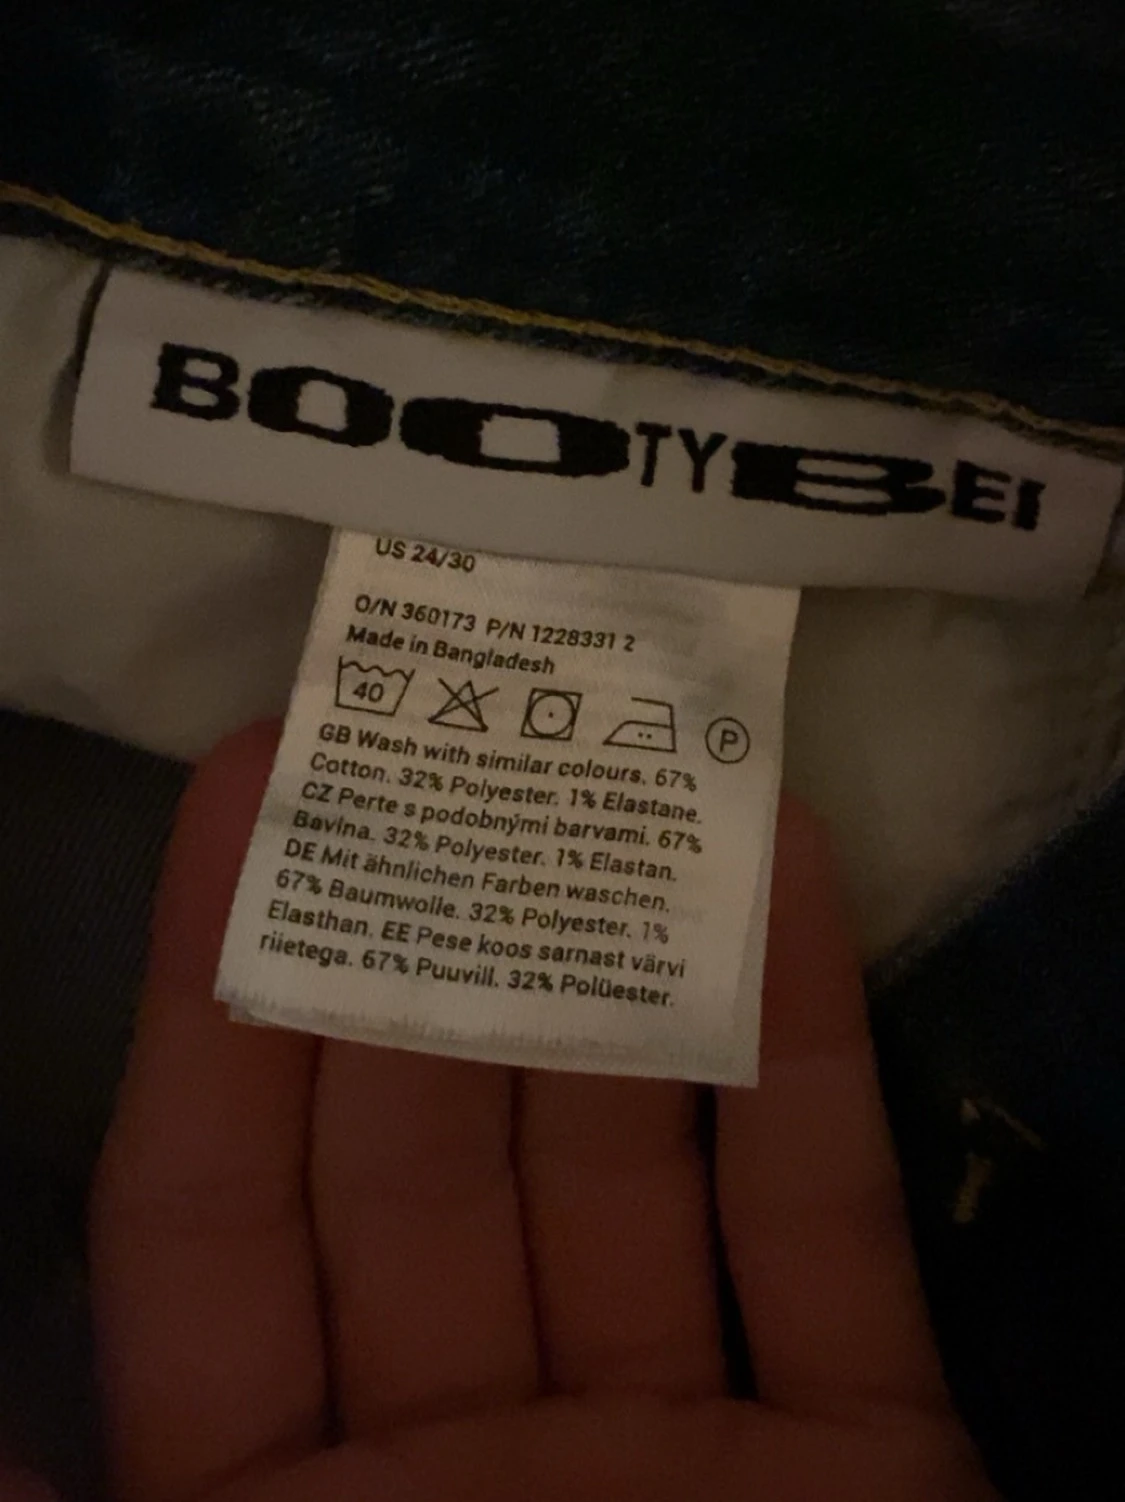 BOOTYBEI
US 24/30
O/N 360173 P/N 1228331 2
Made in Bangladesh
40 P
GB Wash with similar colours. 67%
Cotton. 32% Polyester. 1% Elastane.
CZ Perte s podobnými barvami. 67%
Bavlna. 32% Polyester. 1% Elastan.
DE Mit ähnlichen Farben waschen.
67% Baumwolle. 32% Polyester. 1%
Elasthan. EE Pese koos sarnast värvi
riietega. 67% Puuvill. 32% Polüester.